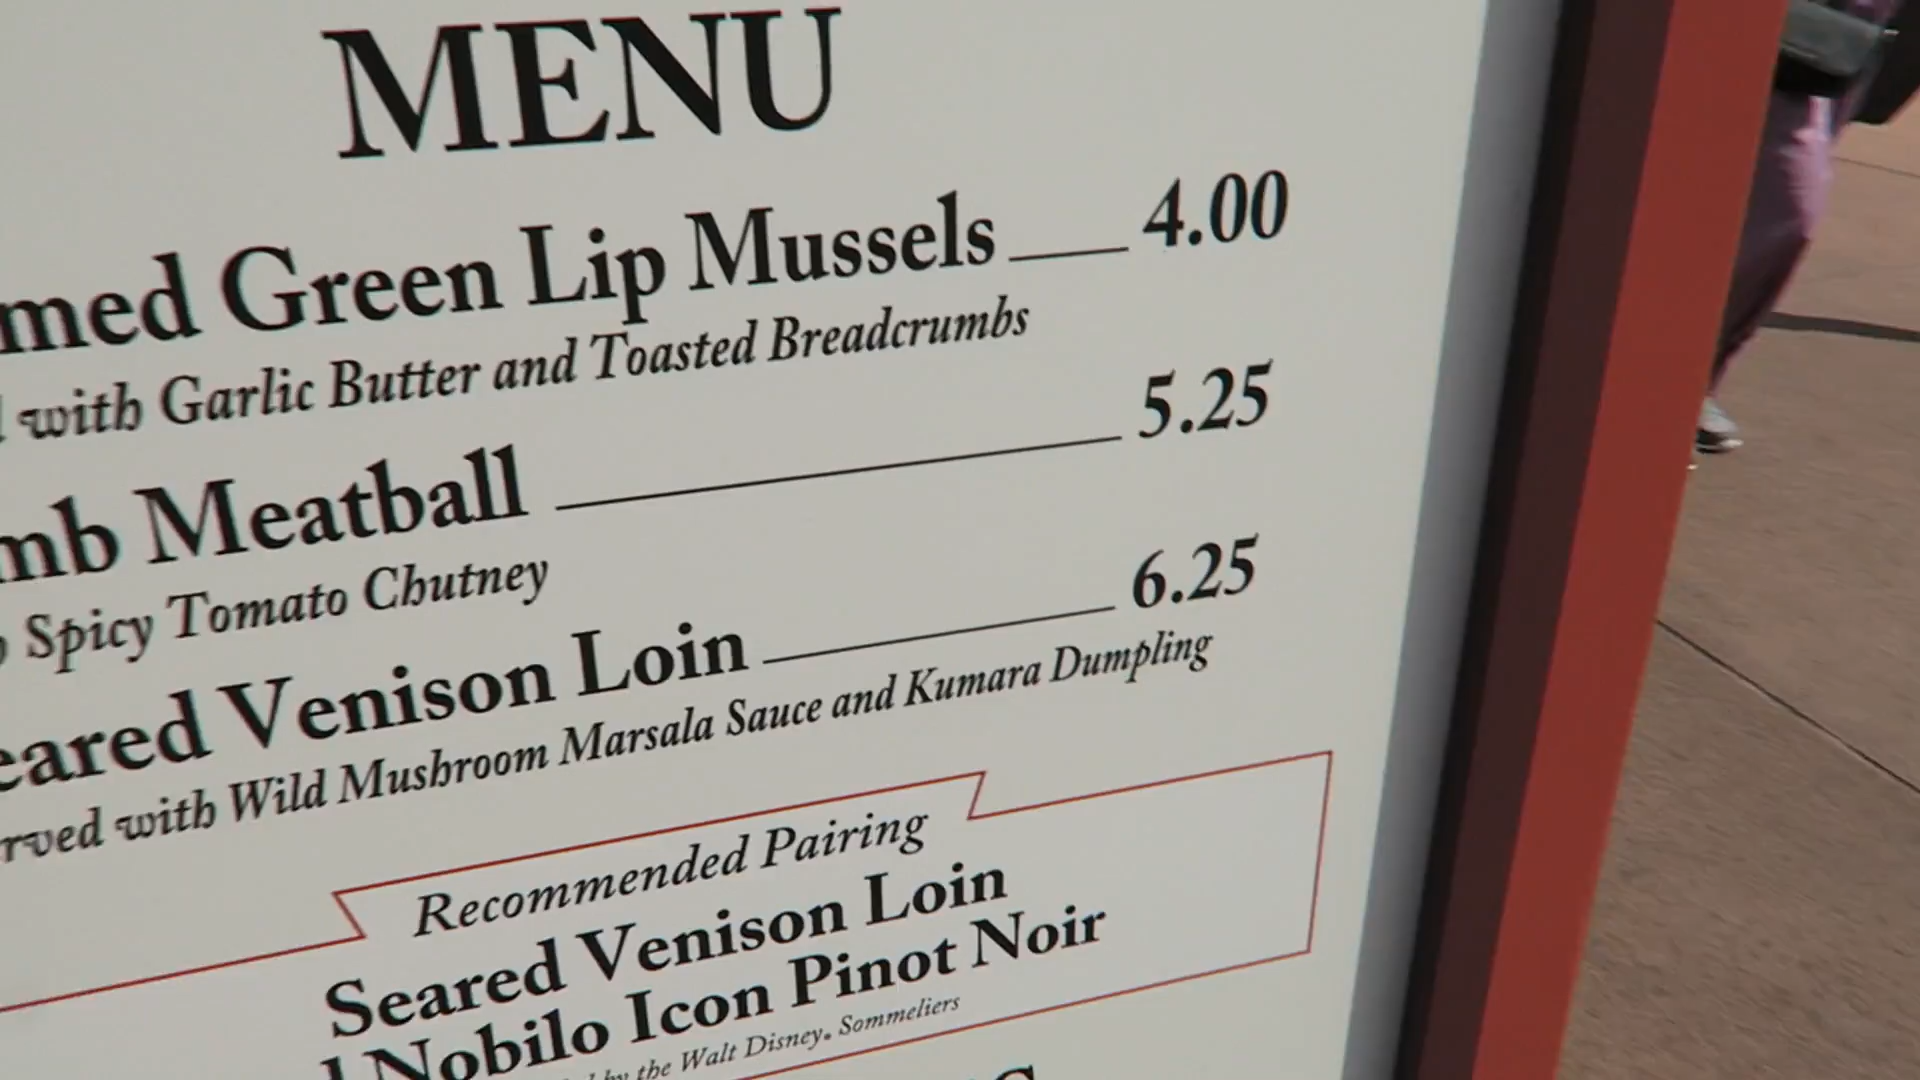 MENU
med Green Lip Mussels 4.00
with Garlic Butter and Toasted Breadcrumbs
mb Meatball 5.25
Spicy Tomato Chutney
eared Venison Loin 6.25
rved with Wild Mushroom Marsala Sauce and Kumara Dumpling
Recommended Pairing
Seared Venison Loin
Nobilo Icon Pinot Noir
by the Walt Disney. Sommeliers